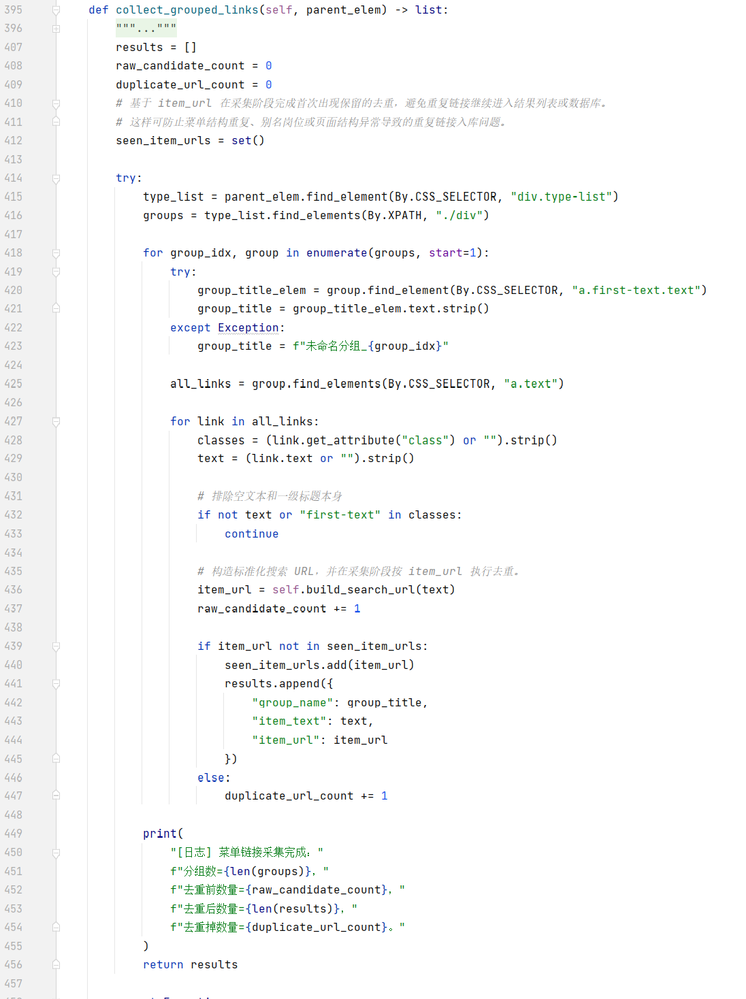 395 def collect_grouped_links(self, parent_elem) -> list:
396 """..."""
407 results = []
408 raw_candidate_count = 0
409 duplicate_url_count = 0
410 # 基于 item_url 在采集阶段完成首次出现保留的去重，避免重复链接继续进入结果列表或数据库。
411 # 这样可防止菜单结构重复、别名岗位或页面结构异常导致的重复链接入库问题。
412 seen_item_urls = set()
413
414 try:
415 type_list = parent_elem.find_element(By.CSS_SELECTOR, "div.type-list")
416 groups = type_list.find_elements(By.XPATH, "./div")
417
418 for group_idx, group in enumerate(groups, start=1):
419 try:
420 group_title_elem = group.find_element(By.CSS_SELECTOR, "a.first-text.text")
421 group_title = group_title_elem.text.strip()
422 except Exception:
423 group_title = f"未命名分组_{group_idx}"
424
425 all_links = group.find_elements(By.CSS_SELECTOR, "a.text")
426
427 for link in all_links:
428 classes = (link.get_attribute("class") or "").strip()
429 text = (link.text or "").strip()
430
431 # 排除空文本和一级标题本身
432 if not text or "first-text" in classes:
433 continue
434
435 # 构造标准化搜索 URL，并在采集阶段按 item_url 执行去重。
436 item_url = self.build_search_url(text)
437 raw_candidate_count += 1
438
439 if item_url not in seen_item_urls:
440 seen_item_urls.add(item_url)
441 results.append({
442 "group_name": group_title,
443 "item_text": text,
444 "item_url": item_url
445 })
446 else:
447 duplicate_url_count += 1
448
449 print(
450 "[日志] 菜单链接采集完成："
451 f"分组数={len(groups)}，"
452 f"去重前数量={raw_candidate_count}，"
453 f"去重后数量={len(results)}，"
454 f"去重掉数量={duplicate_url_count}。"
455 )
456 return results
457